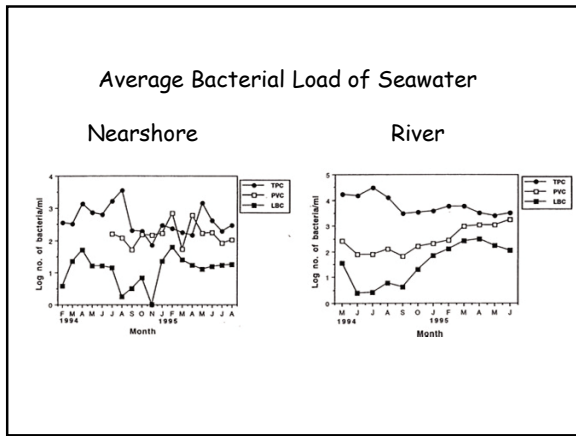 Average Bacterial Load of Seawater
Nearshore
River
Log no. of bacteria/ml
4
3
2
1
0
F M A M J J A S O N D J F M A M J J A
1994 1995
Month
TPC
PVC
LBC
Log no. of bacteria/ml
5
4
3
2
1
0
M J J A S O N D J F M A M J
1994 1995
Month
TPC
PVC
LBC